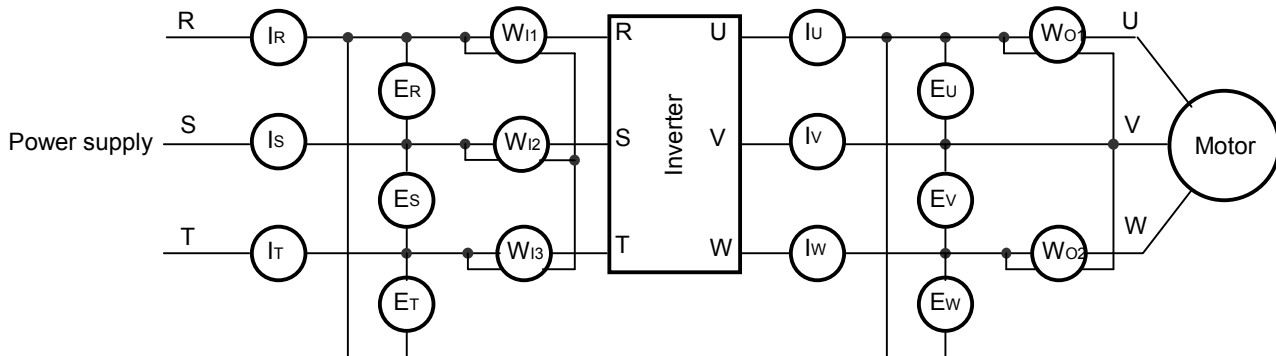 R IR WI1 R U IU WO1 U
ER EU
Power supply S IS WI2 S Inverter V IV V Motor
ES EV
T IT WI3 T W IW WO2 W
ET EW